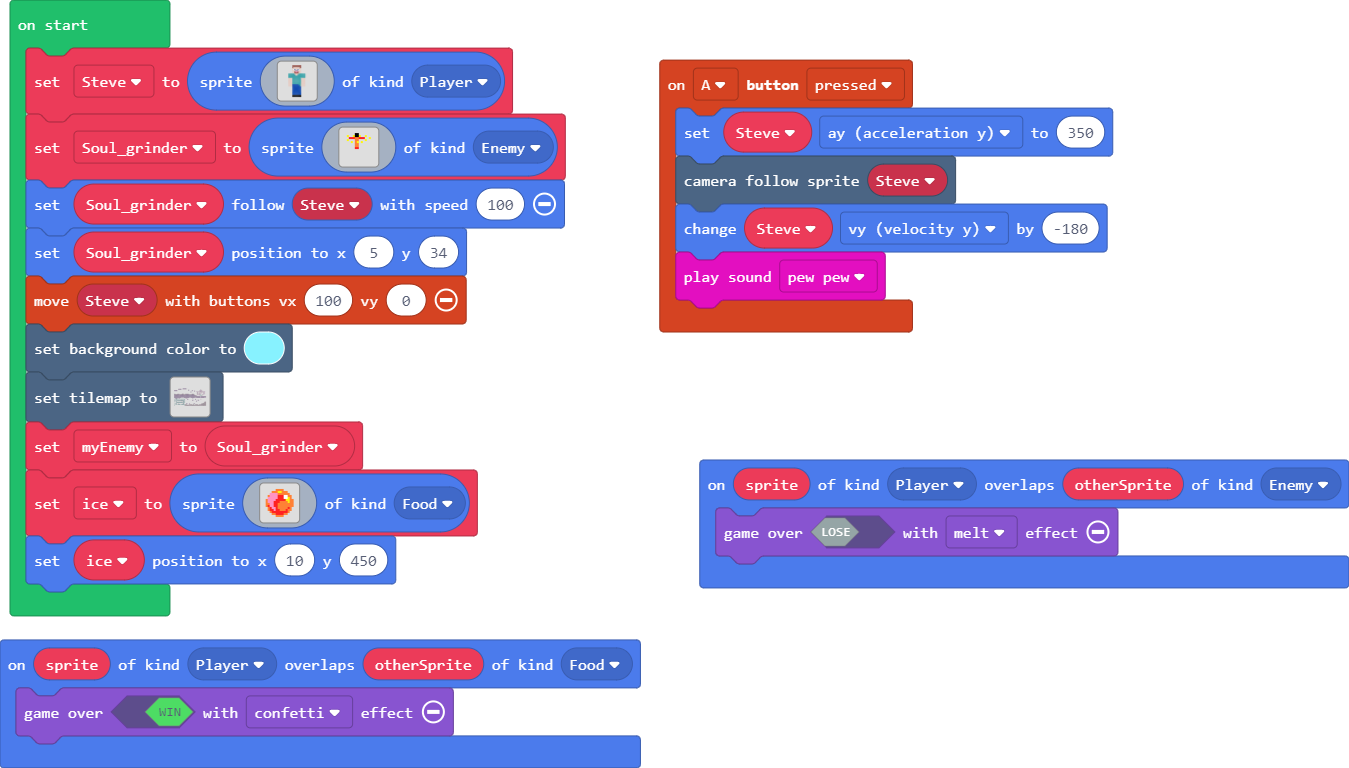 on start
set Steve to sprite of kind Player
set Soul_grinder to sprite of kind Enemy
set Soul_grinder follow Steve with speed 100
set Soul_grinder position to x 5 y 34
move Steve with buttons vx 100 vy 0
set background color to
set tilemap to
set myEnemy to Soul_grinder
set ice to sprite of kind Food
set ice position to x 10 y 450
on A button pressed
set Steve ay (acceleration y) to 350
camera follow sprite Steve
change Steve vy (velocity y) by -180
play sound pew pew
on sprite of kind Player overlaps otherSprite of kind Enemy
game over LOSE with melt effect
on sprite of kind Player overlaps otherSprite of kind Food
game over WIN with confetti effect